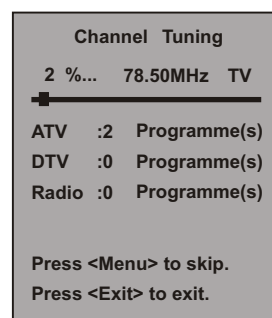 Channel Tuning
2 %... 78.50MHz TV
ATV :2 Programme(s)
DTV :0 Programme(s)
Radio :0 Programme(s)
Press <Menu> to skip.
Press <Exit> to exit.